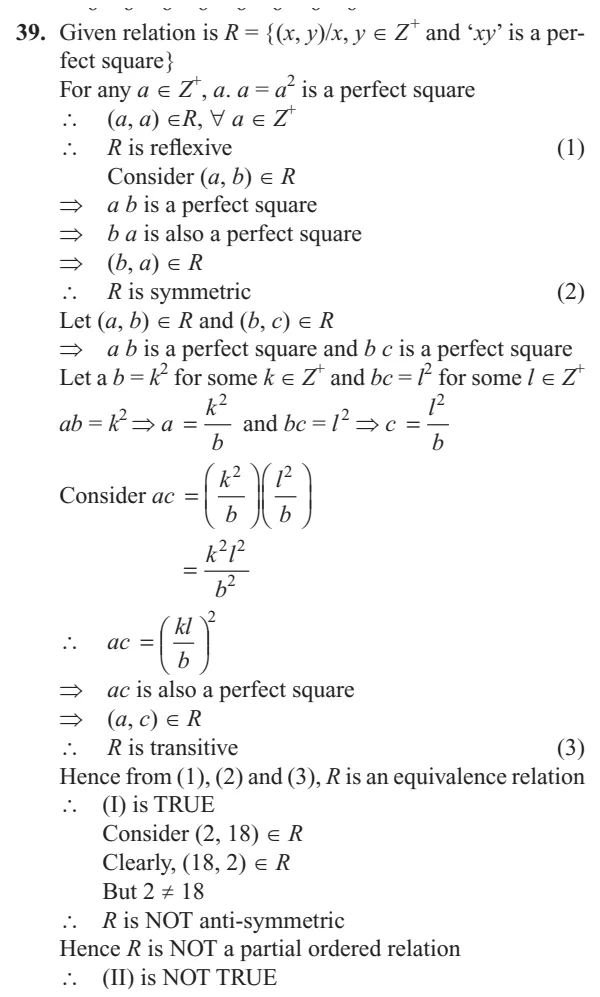 39. Given relation is R = {(x, y)/x, y ∈ Z⁺ and ‘xy’ is a per-
fect square}
For any a ∈ Z⁺, a. a = a² is a perfect square
∴ (a, a) ∈R, ∀ a ∈ Z⁺
∴ R is reflexive (1)
Consider (a, b) ∈ R
⇒ a b is a perfect square
⇒ b a is also a perfect square
⇒ (b, a) ∈ R
∴ R is symmetric (2)
Let (a, b) ∈ R and (b, c) ∈ R
⇒ a b is a perfect square and b c is a perfect square
Let a b = k² for some k ∈ Z⁺ and bc = l² for some l ∈ Z⁺
ab = k² ⇒ a = k²/b and bc = l² ⇒ c = l²/b
Consider ac = (k²/b)(l²/b)
= k²l²/b²
∴ ac = (kl/b)²
⇒ ac is also a perfect square
⇒ (a, c) ∈ R
∴ R is transitive (3)
Hence from (1), (2) and (3), R is an equivalence relation
∴ (I) is TRUE
Consider (2, 18) ∈ R
Clearly, (18, 2) ∈ R
But 2 ≠ 18
∴ R is NOT anti-symmetric
Hence R is NOT a partial ordered relation
∴ (II) is NOT TRUE